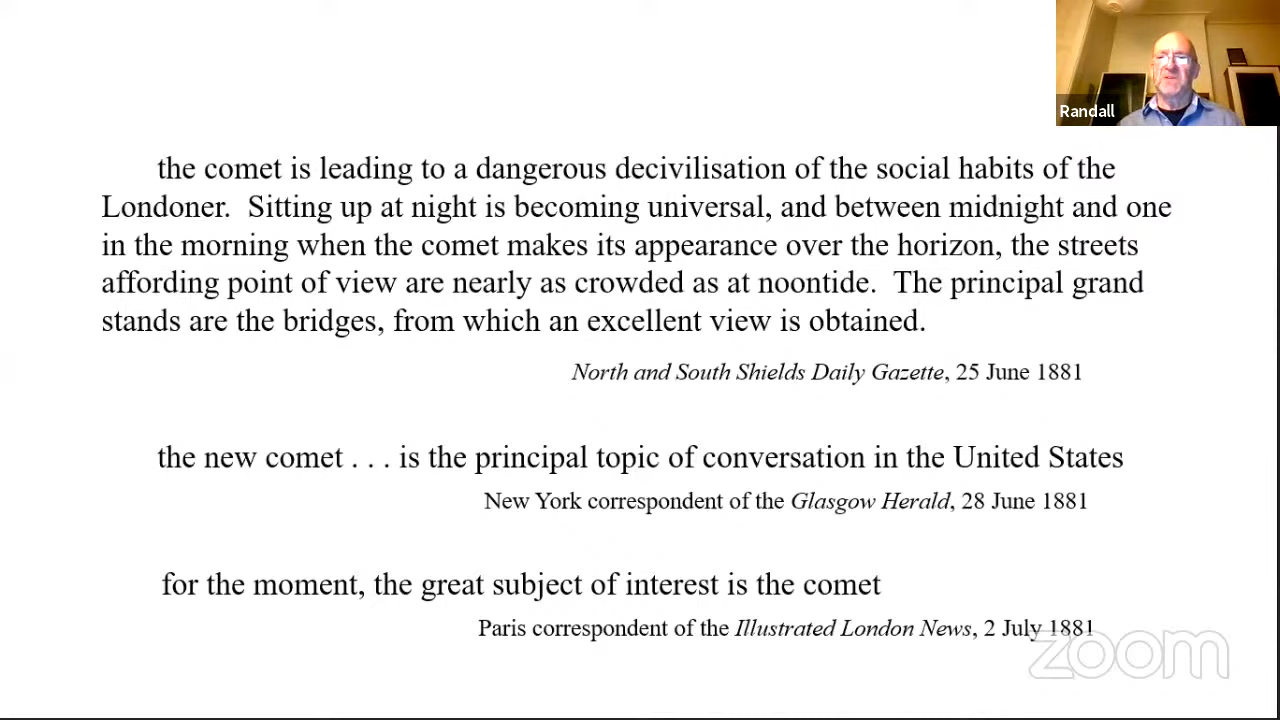 Randall
the comet is leading to a dangerous decivilisation of the social habits of the
Londoner.  Sitting up at night is becoming universal, and between midnight and one
in the morning when the comet makes its appearance over the horizon, the streets
affording point of view are nearly as crowded as at noontide.  The principal grand
stands are the bridges, from which an excellent view is obtained.
North and South Shields Daily Gazette, 25 June 1881
the new comet . . . is the principal topic of conversation in the United States
New York correspondent of the Glasgow Herald, 28 June 1881
for the moment, the great subject of interest is the comet
Paris correspondent of the Illustrated London News, 2 July 1881
zoom